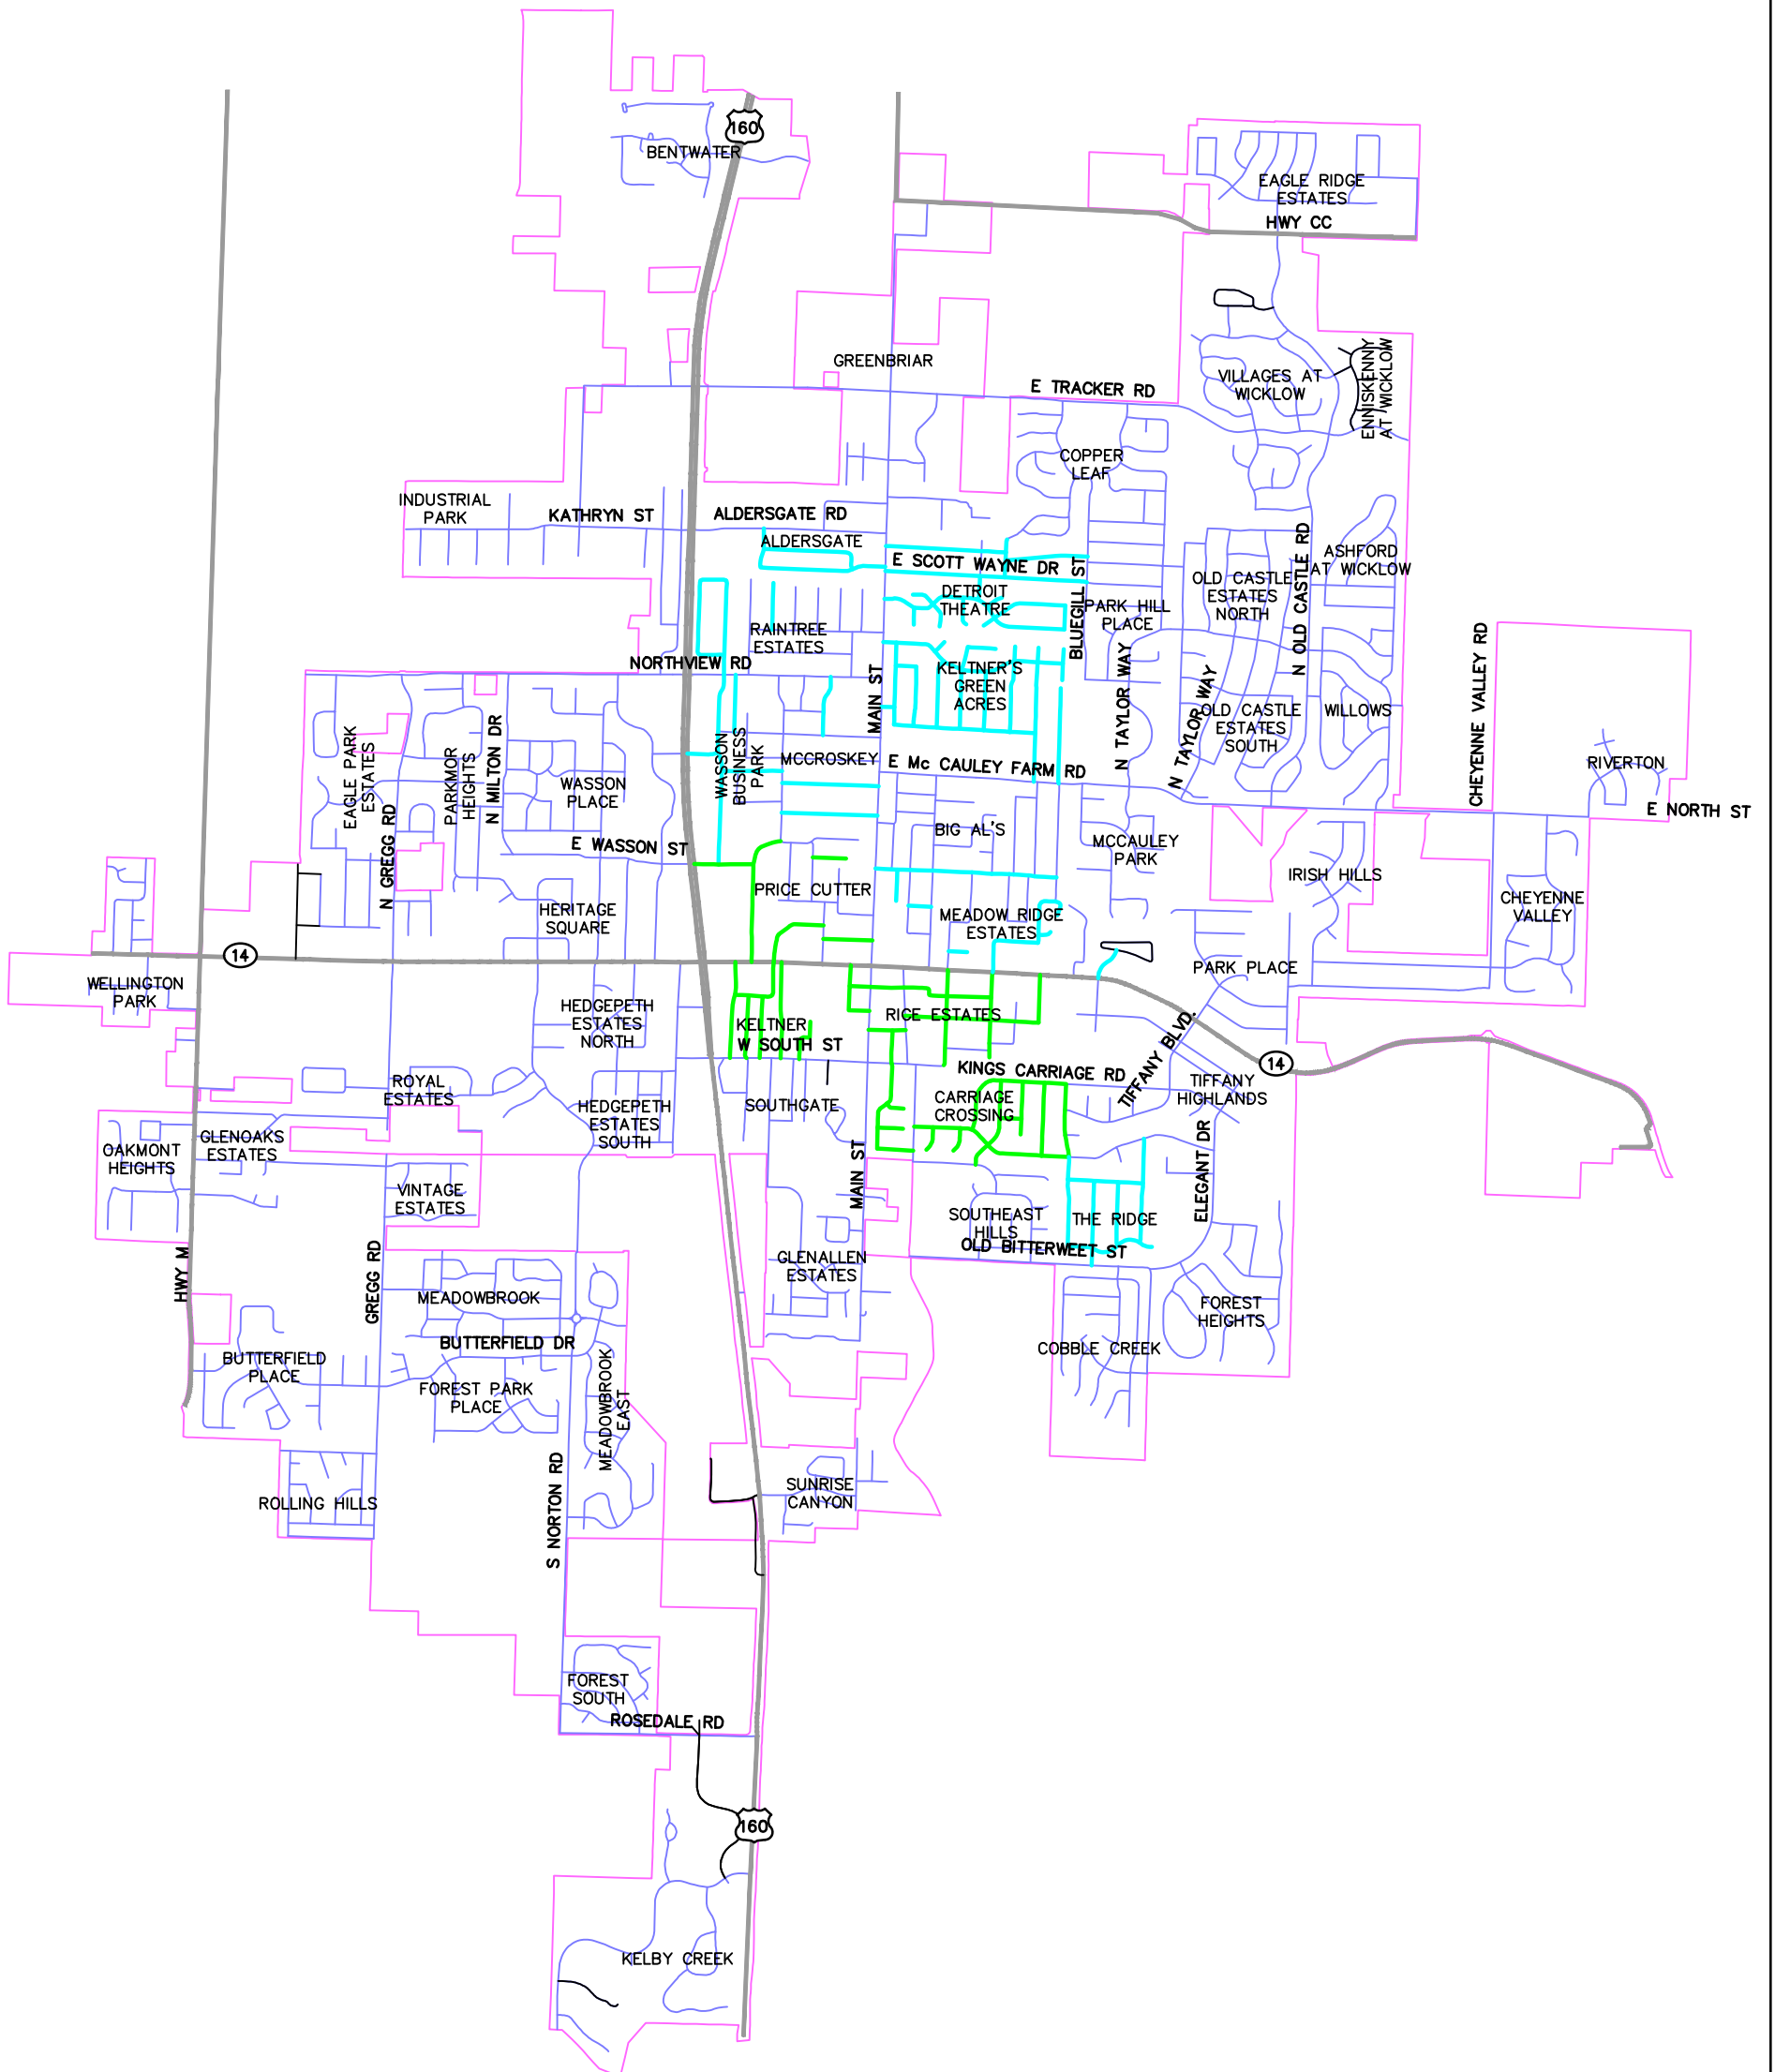 160
BENTWATER
EAGLE RIDGE
ESTATES
HWY CC
GREENBRIAR
E TRACKER RD
VILLAGES AT
WICKLOW
ENNISKENNY
AT WICKLOW
COPPER
LEAF
INDUSTRIAL
PARK
KATHRYN ST
ALDERSGATE RD
ALDERSGATE
E SCOTT WAYNE DR
BLUEGILL ST
N OLD CASTLE RD
ASHFORD
AT WICKLOW
OLD CASTLE
ESTATES
NORTH
DETROIT
THEATRE
PARK HILL
PLACE
RAINTREE
ESTATES
NORTHVIEW RD
MAIN ST
KELTNER'S
GREEN
ACRES
N TAYLOR WAY
N TAYLOR WAY
OLD CASTLE
ESTATES
SOUTH
WILLOWS
CHEYENNE VALLEY RD
EAGLE PARK
ESTATES
PARKMOR
HEIGHTS
N MILTON DR
WASSON
PLACE
WASSON
BUSINESS
PARK
MCCROSKEY
E Mc CAULEY FARM RD
RIVERTON
E NORTH ST
N GREGG RD
E WASSON ST
BIG AL'S
MCCAULEY
PARK
PRICE CUTTER
IRISH HILLS
CHEYENNE
VALLEY
HERITAGE
SQUARE
MEADOW RIDGE
ESTATES
14
PARK PLACE
WELLINGTON
PARK
HEDGEPETH
ESTATES
NORTH
KELTNER
W SOUTH ST
RICE ESTATES
TIFFANY BLVD.
14
KINGS CARRIAGE RD
ROYAL
ESTATES
HEDGEPETH
ESTATES
SOUTH
SOUTHGATE
CARRIAGE
CROSSING
TIFFANY
HIGHLANDS
OAKMONT
HEIGHTS
GLENOAKS
ESTATES
MAIN ST
ELEGANT DR
VINTAGE
ESTATES
SOUTHEAST
HILLS
THE RIDGE
OLD BITTERWEET ST
HWY M
GREGG RD
GLENALLEN
ESTATES
MEADOWBROOK
FOREST
HEIGHTS
BUTTERFIELD DR
COBBLE CREEK
BUTTERFIELD
PLACE
FOREST PARK
PLACE
MEADOWBROOK
EAST
S NORTON RD
SUNRISE
CANYON
ROLLING HILLS
FOREST
SOUTH
ROSEDALE RD
160
KELBY CREEK